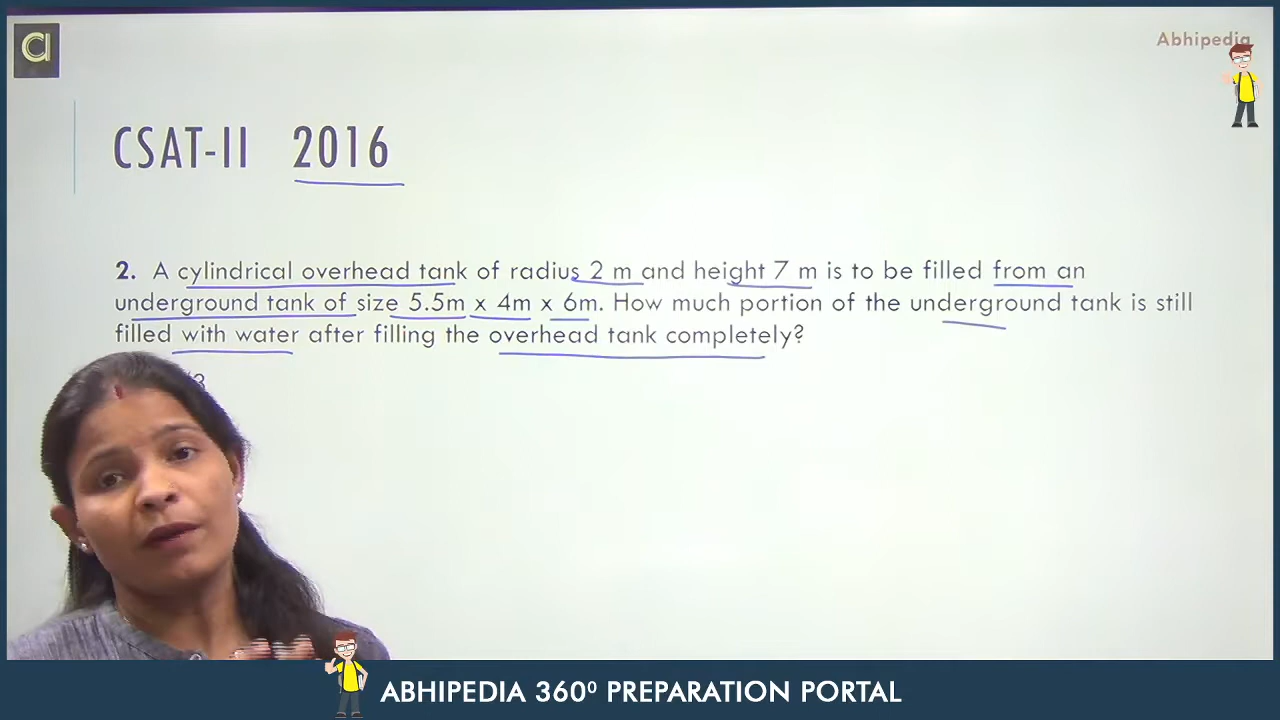 Abhipedia
CSAT-II 2016
2. A cylindrical overhead tank of radius 2 m and height 7 m is to be filled from an
underground tank of size 5.5m x 4m x 6m. How much portion of the underground tank is still
filled with water after filling the overhead tank completely?
ABHIPEDIA 360⁰ PREPARATION PORTAL